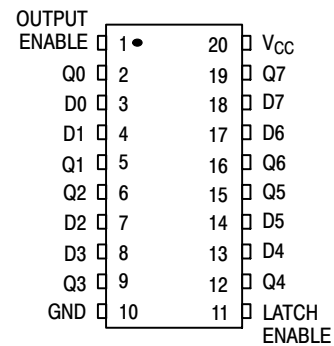 OUTPUT
ENABLE 1 20 VCC
Q0 2 19 Q7
D0 3 18 D7
D1 4 17 D6
Q1 5 16 Q6
Q2 6 15 Q5
D2 7 14 D5
D3 8 13 D4
Q3 9 12 Q4
GND 10 11 LATCH
ENABLE